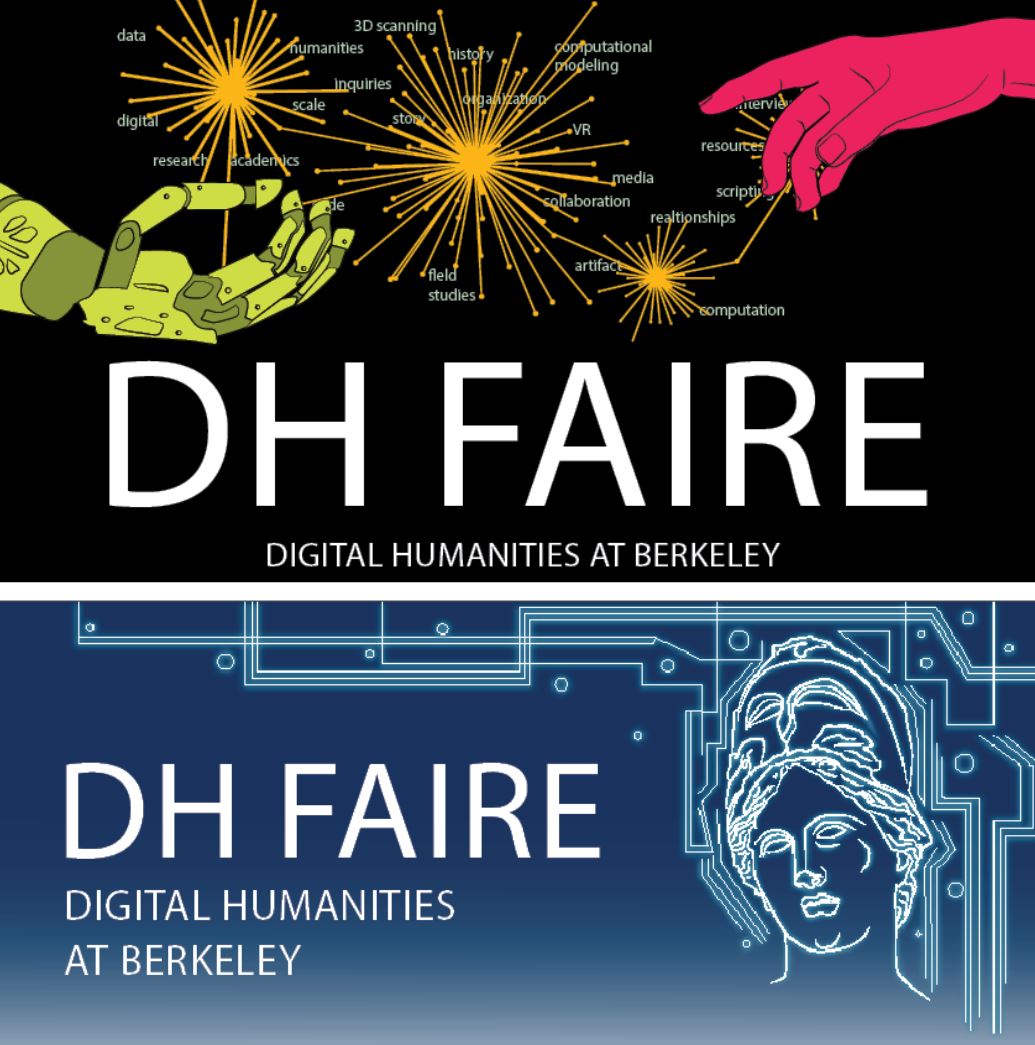 3D scanning
data
humanities
history
computational
modeling
inquiries
organization
scale
story
digital
VR
resources
research
academics
media
collaboration
realtionships
artifact
field
studies
computation
DH FAIRE
DIGITAL HUMANITIES AT BERKELEY
DH FAIRE
DIGITAL HUMANITIES
AT BERKELEY